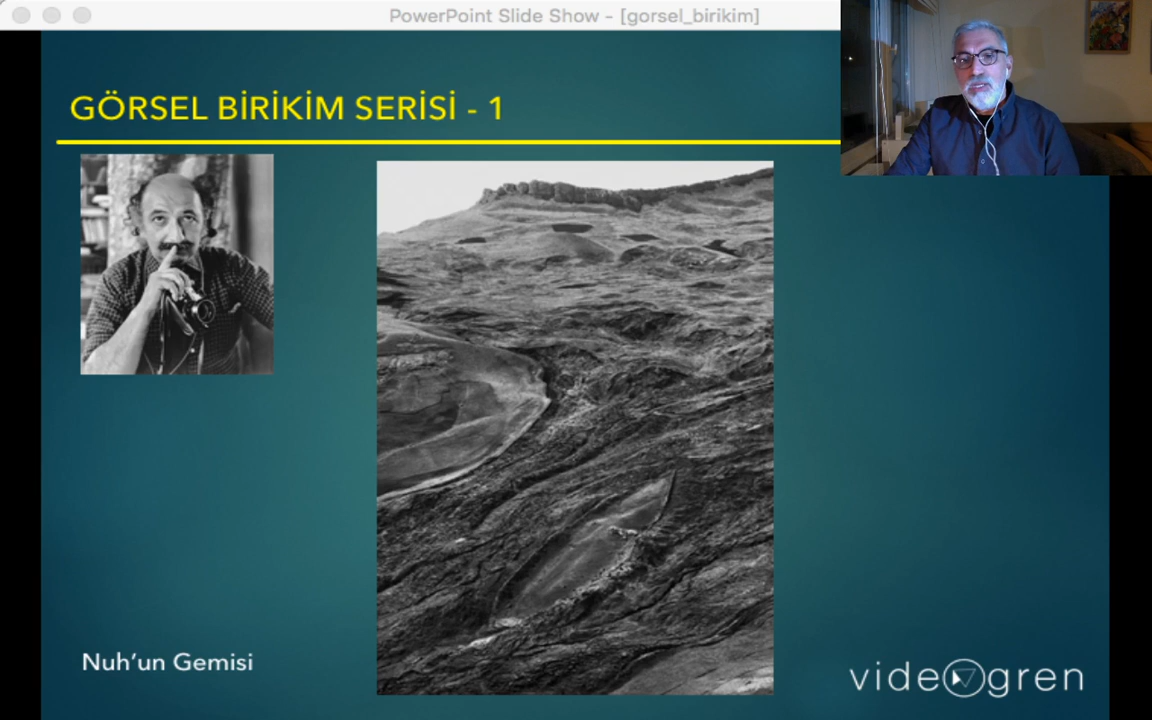 PowerPoint Slide Show - [gorsel_birikim]
GÖRSEL BİRİKİM SERİSİ - 1
Nuh'un Gemisi
videogren